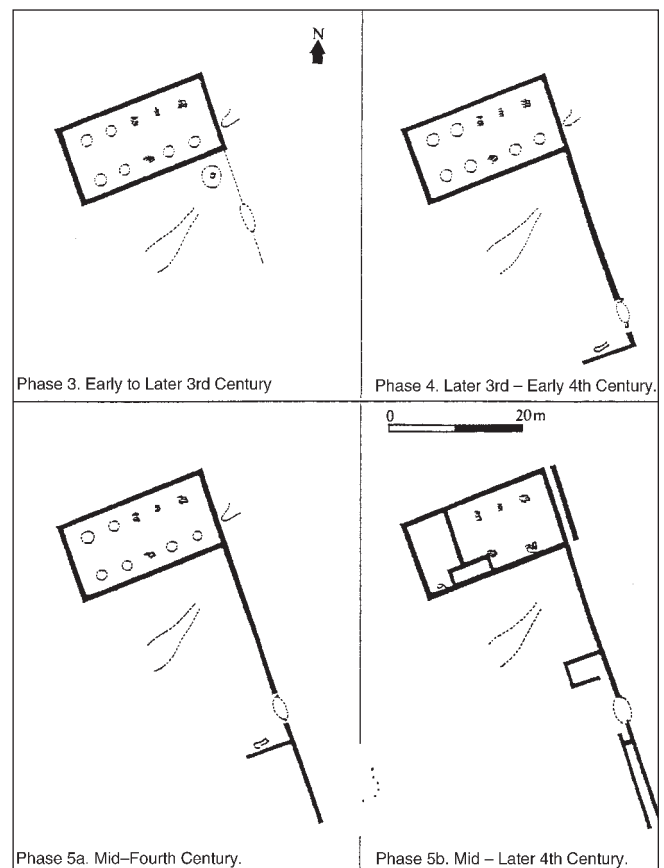 N
Phase 3. Early to Later 3rd Century
Phase 4. Later 3rd – Early 4th Century.
0 20 m
Phase 5a. Mid–Fourth Century.
Phase 5b. Mid – Later 4th Century.